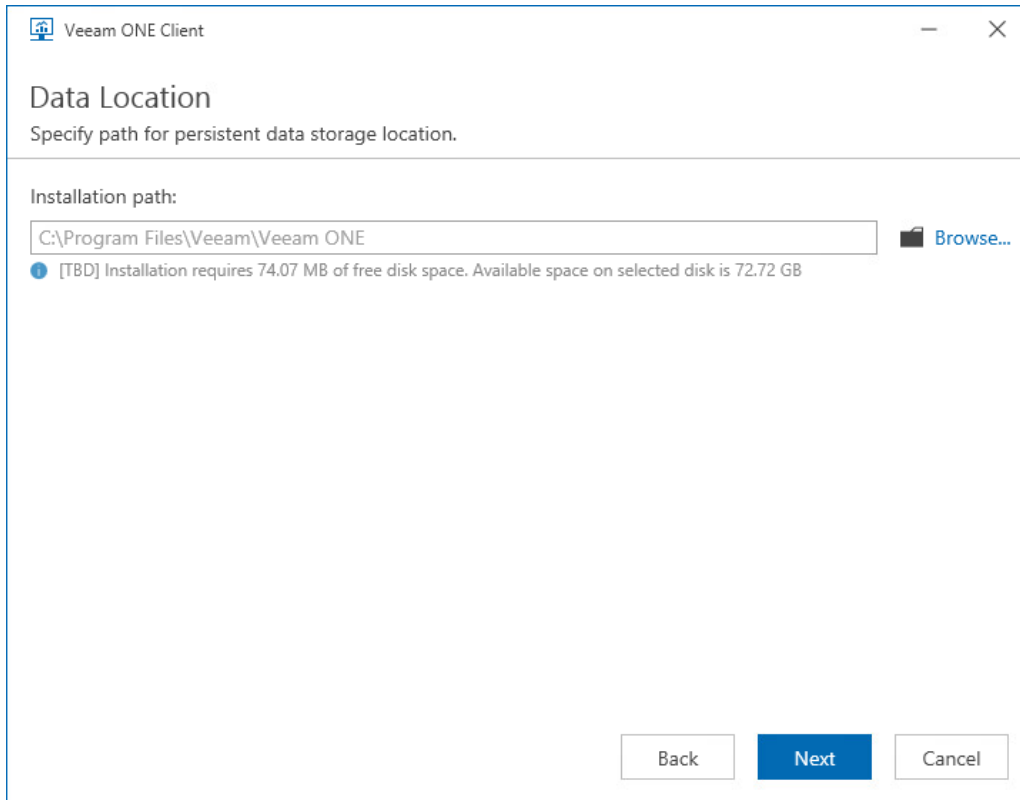 Veeam ONE Client
Data Location
Specify path for persistent data storage location.
Installation path:
C:\Program Files\Veeam\Veeam ONE
Browse...
[TBD] Installation requires 74.07 MB of free disk space. Available space on selected disk is 72.72 GB
Back
Next
Cancel